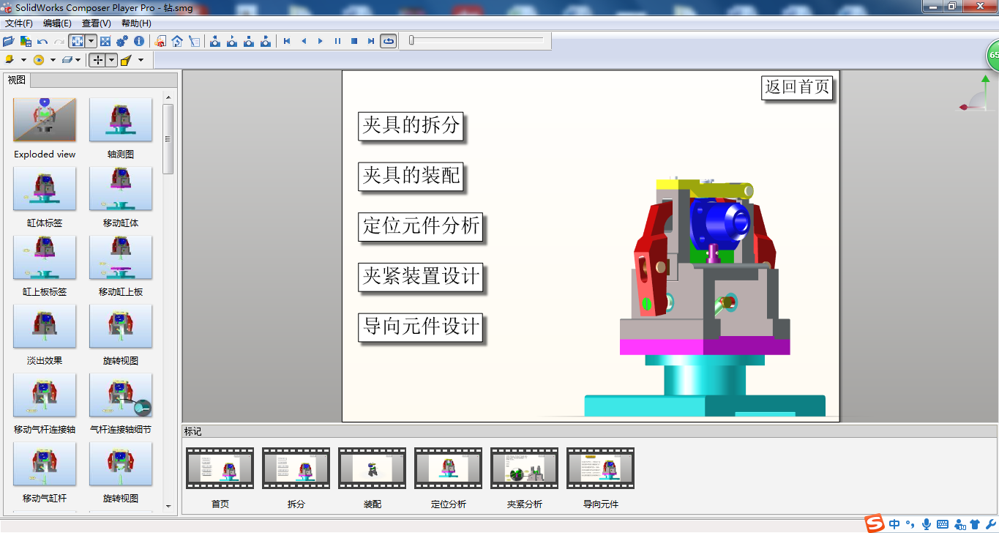 SolidWorks Composer Player Pro - 钻.smg
文件(F) 编辑(E) 查看(V) 帮助(H)
65
视图
Exploded view
轴测图
缸体标签
移动缸体
缸上板标签
移动缸上板
淡出效果
旋转视图
移动气杆连接轴
气杆连接轴细节
移动气缸杆
旋转视图
返回首页
夹具的拆分
夹具的装配
定位元件分析
夹紧装置设计
导向元件设计
标记
首页
拆分
装配
定位分析
夹紧分析
导向元件
中